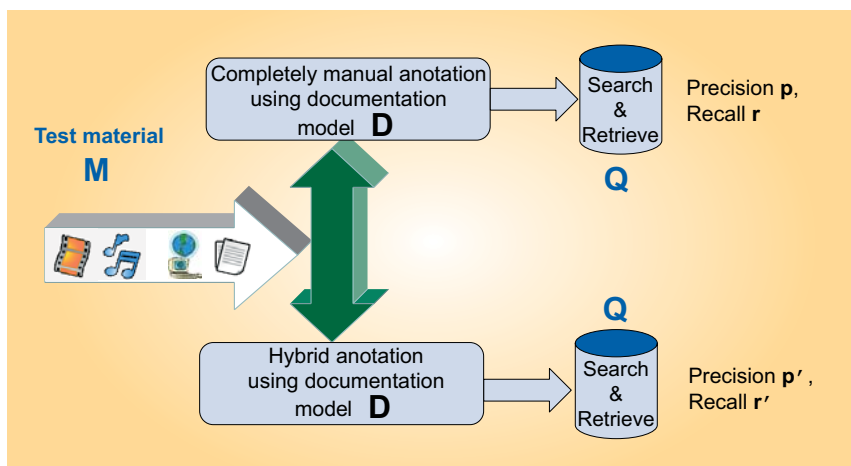 Completely manual anotation
using documentation
model D
Search
&
Retrieve
Precision p,
Recall r
Q
Test material
M
Q
Hybrid anotation
using documentation
model D
Search
&
Retrieve
Precision p′ ,
Recall r′